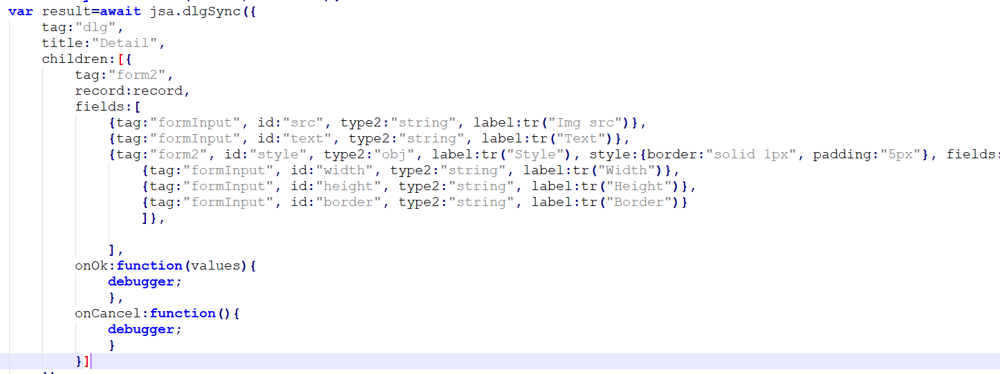 var result=await jsa.dlgSync({
    tag:"dlg",
    title:"Detail",
    children:[{
        tag:"form2",
        record:record,
        fields:[
            {tag:"formInput", id:"src", type2:"string", label:tr("Img src")},
            {tag:"formInput", id:"text", type2:"string", label:tr("Text")},
            {tag:"form2", id:"style", type2:"obj", label:tr("Style"), style:{border:"solid 1px", padding:"5px"}, fields:
                {tag:"formInput", id:"width", type2:"string", label:tr("Width")},
                {tag:"formInput", id:"height", type2:"string", label:tr("Height")},
                {tag:"formInput", id:"border", type2:"string", label:tr("Border")}
                ]},
            ],
        onOk:function(values){
            debugger;
            },
        onCancel:function(){
            debugger;
            }
        }]